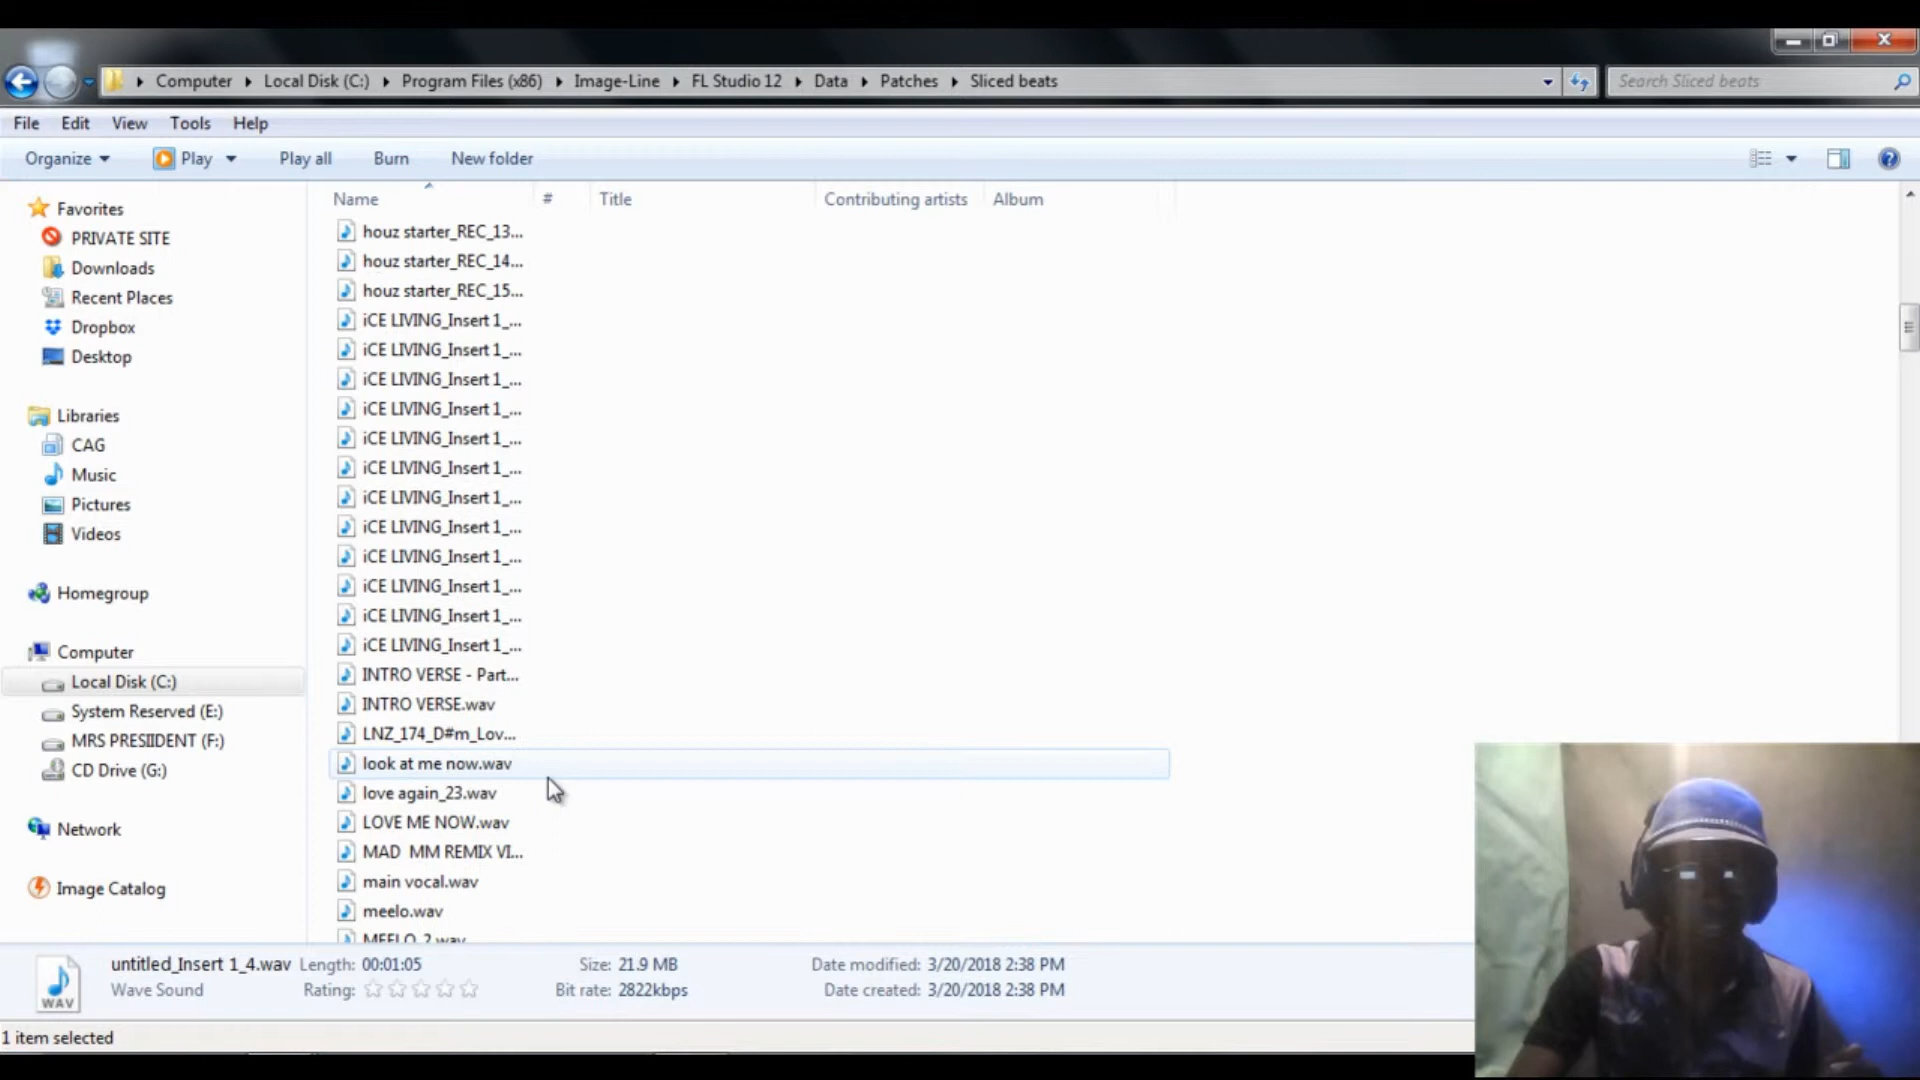 Computer Local Disk (C:) Program Files (x86) Image-Line FL Studio 12 Data Patches Sliced beats Search Sliced beats
File Edit View Tools Help
Organize Play Play all Burn New folder
Name # Title Contributing artists Album
Favorites
PRIVATE SITE
Downloads
Recent Places
Dropbox
Desktop
Libraries
CAG
Music
Pictures
Videos
Homegroup
Computer
Local Disk (C:)
System Reserved (E:)
MRS PRESIIDENT (F:)
CD Drive (G:)
Network
Image Catalog
houz starter_REC_13...
houz starter_REC_14...
houz starter_REC_15...
iCE LIVING_Insert 1_...
iCE LIVING_Insert 1_...
iCE LIVING_Insert 1_...
iCE LIVING_Insert 1_...
iCE LIVING_Insert 1_...
iCE LIVING_Insert 1_...
iCE LIVING_Insert 1_...
iCE LIVING_Insert 1_...
iCE LIVING_Insert 1_...
iCE LIVING_Insert 1_...
iCE LIVING_Insert 1_...
iCE LIVING_Insert 1_...
INTRO VERSE - Part...
INTRO VERSE.wav
LNZ_174_D#m_Lov...
look at me now.wav
love again_23.wav
LOVE ME NOW.wav
MAD MM REMIX VI...
main vocal.wav
meelo.wav
MEELO_2.wav
WAV
untitled_Insert 1_4.wav Length: 00:01:05 Size: 21.9 MB Date modified: 3/20/2018 2:38 PM
Wave Sound Rating: Bit rate: 2822kbps Date created: 3/20/2018 2:38 PM
1 item selected